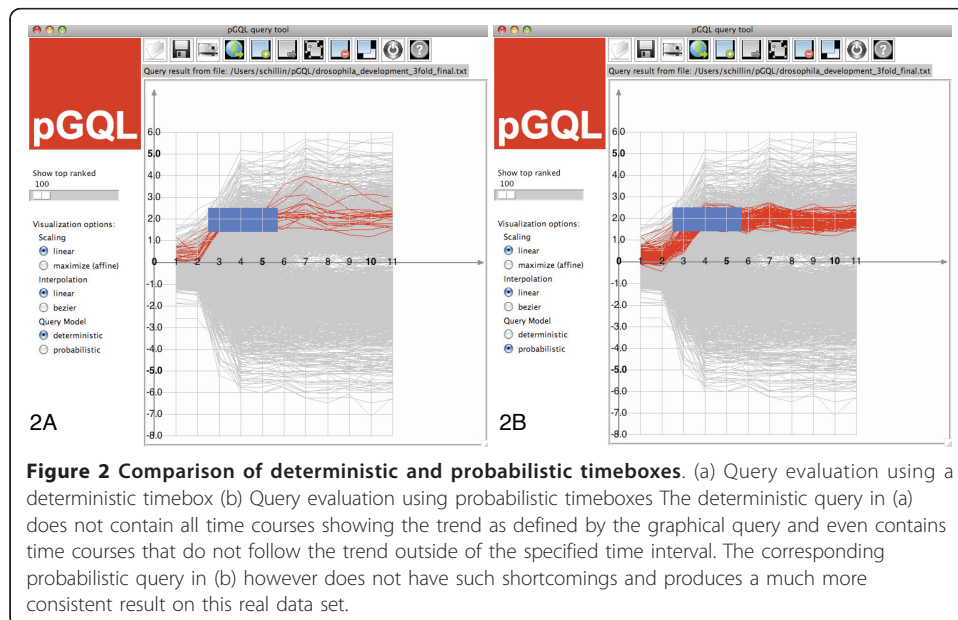 pGQL query tool
Query result from file: /Users/schillin/pGQL/drosophila_development_3fold_final.txt
pGQL
Show top ranked
100
Visualization options:
Scaling
linear
maximize (affine)
Interpolation
linear
bezier
Query Model
deterministic
probabilistic
6.0
5.0
4.0
3.0
2.0
1.0
0 1 2 3 4 5 6 7 8 9 10 11
-1.0
-2.0
-3.0
-4.0
-5.0
-6.0
-7.0
-8.0
2A
pGQL query tool
Query result from file: /Users/schillin/pGQL/drosophila_development_3fold_final.txt
pGQL
Show top ranked
100
Visualization options:
Scaling
linear
maximize (affine)
Interpolation
linear
bezier
Query Model
deterministic
probabilistic
6.0
5.0
4.0
3.0
2.0
1.0
0 1 2 3 4 5 6 7 8 9 10 11
-1.0
-2.0
-3.0
-4.0
-5.0
-6.0
-7.0
-8.0
2B
Figure 2 Comparison of deterministic and probabilistic timeboxes. (a) Query evaluation using a
deterministic timebox (b) Query evaluation using probabilistic timeboxes The deterministic query in (a)
does not contain all time courses showing the trend as defined by the graphical query and even contains
time courses that do not follow the trend outside of the specified time interval. The corresponding
probabilistic query in (b) however does not have such shortcomings and produces a much more
consistent result on this real data set.